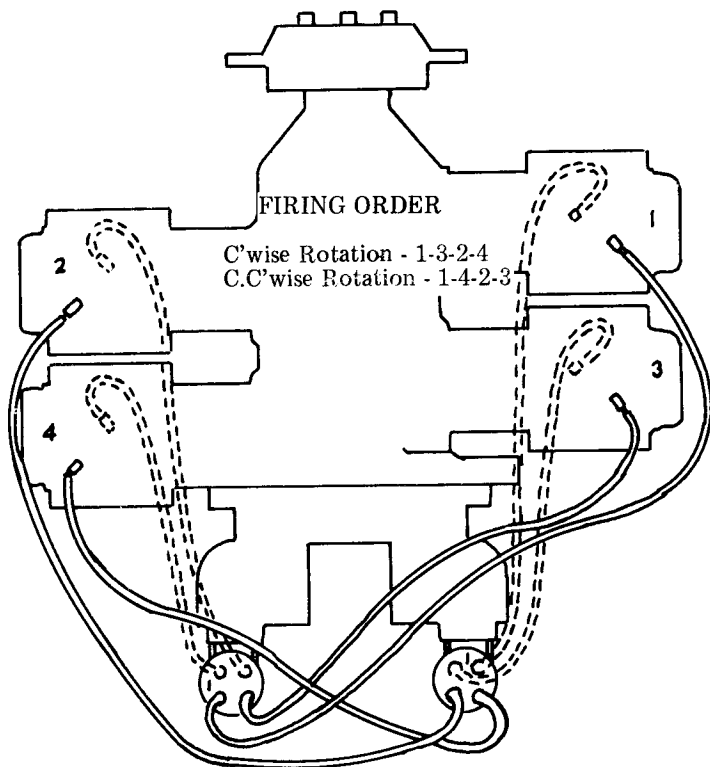 1
FIRING ORDER
2
C'wise Rotation - 1-3-2-4
C.C'wise Rotation - 1-4-2-3
3
4